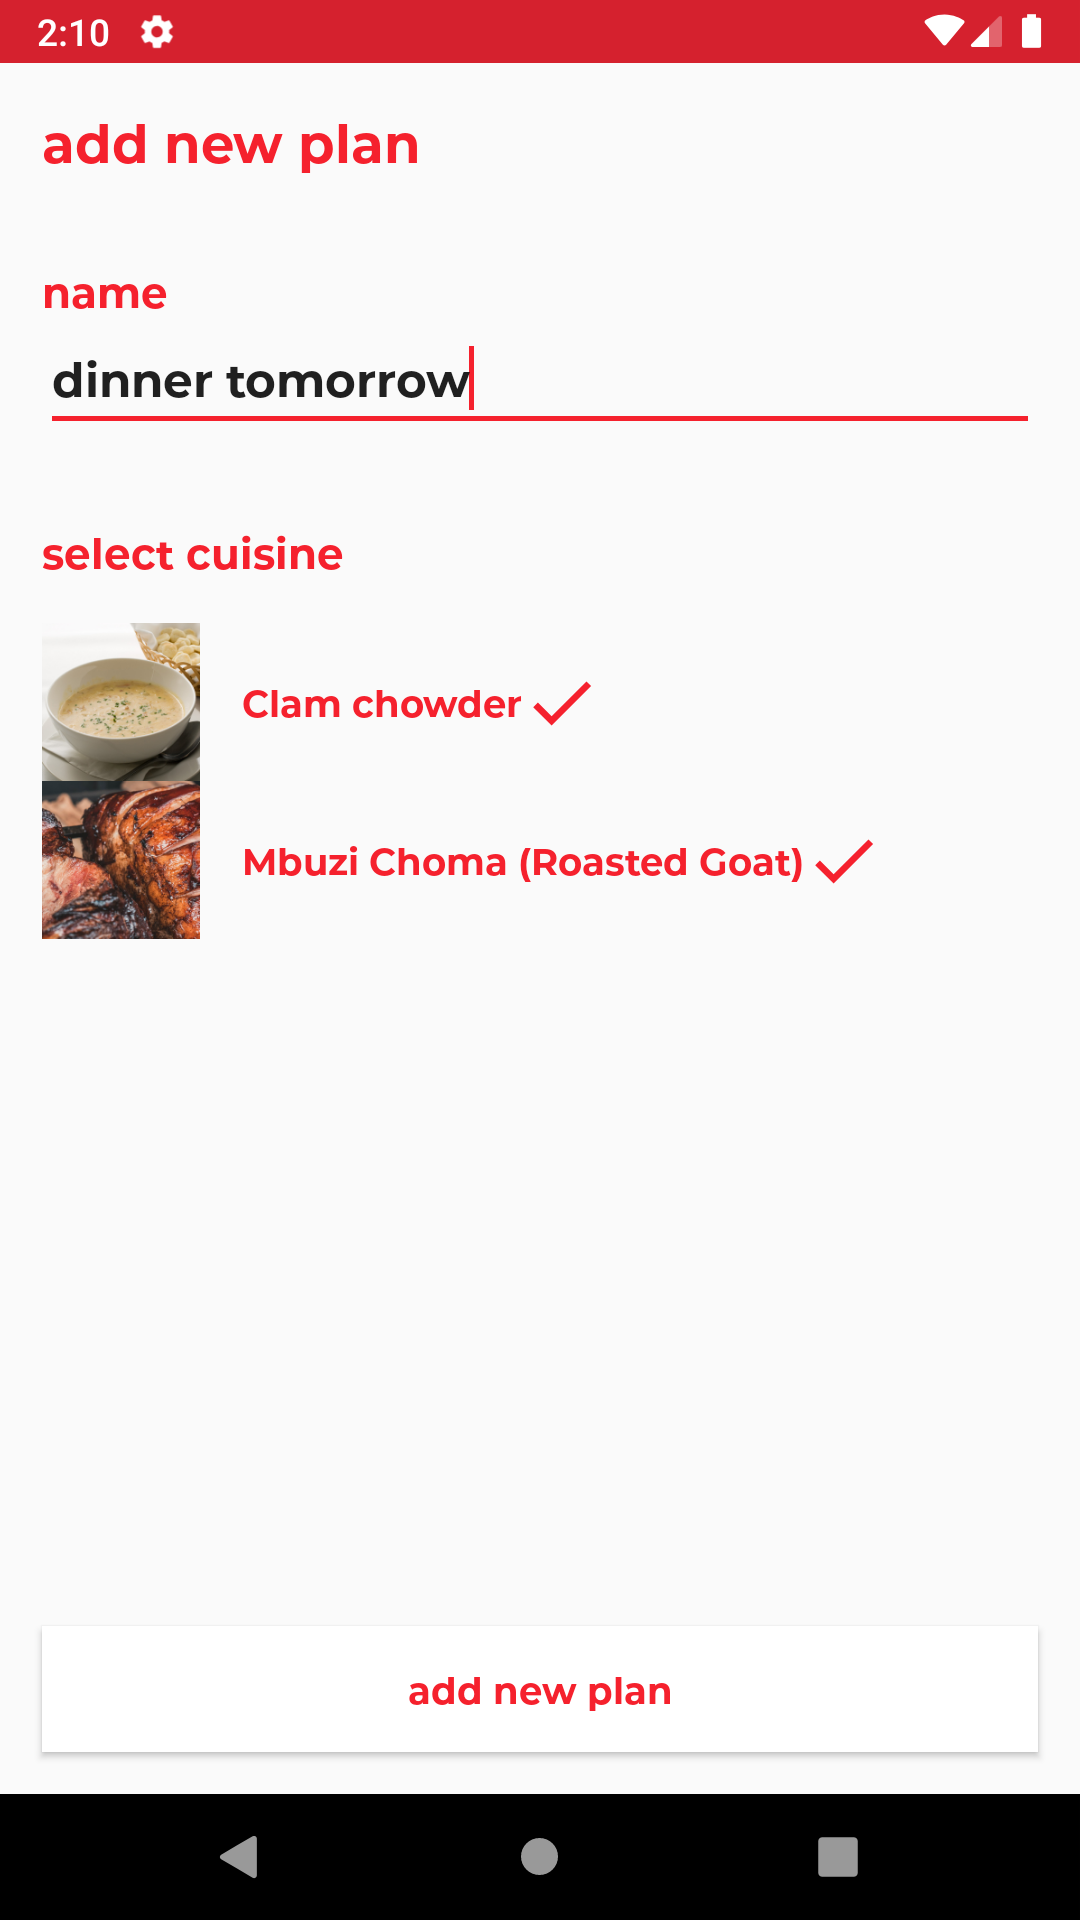 2:10
add new plan
name
dinner tomorrow
select cuisine
Clam chowder
Mbuzi Choma (Roasted Goat)
add new plan